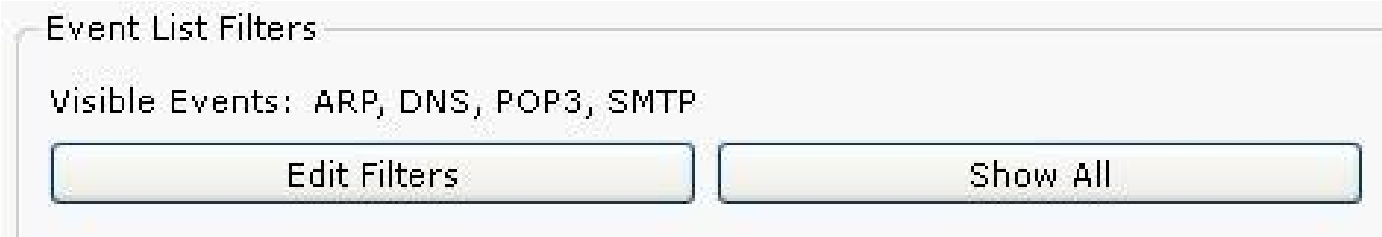 Event List Filters
Visible Events: ARP, DNS, POP3, SMTP
Edit Filters Show All